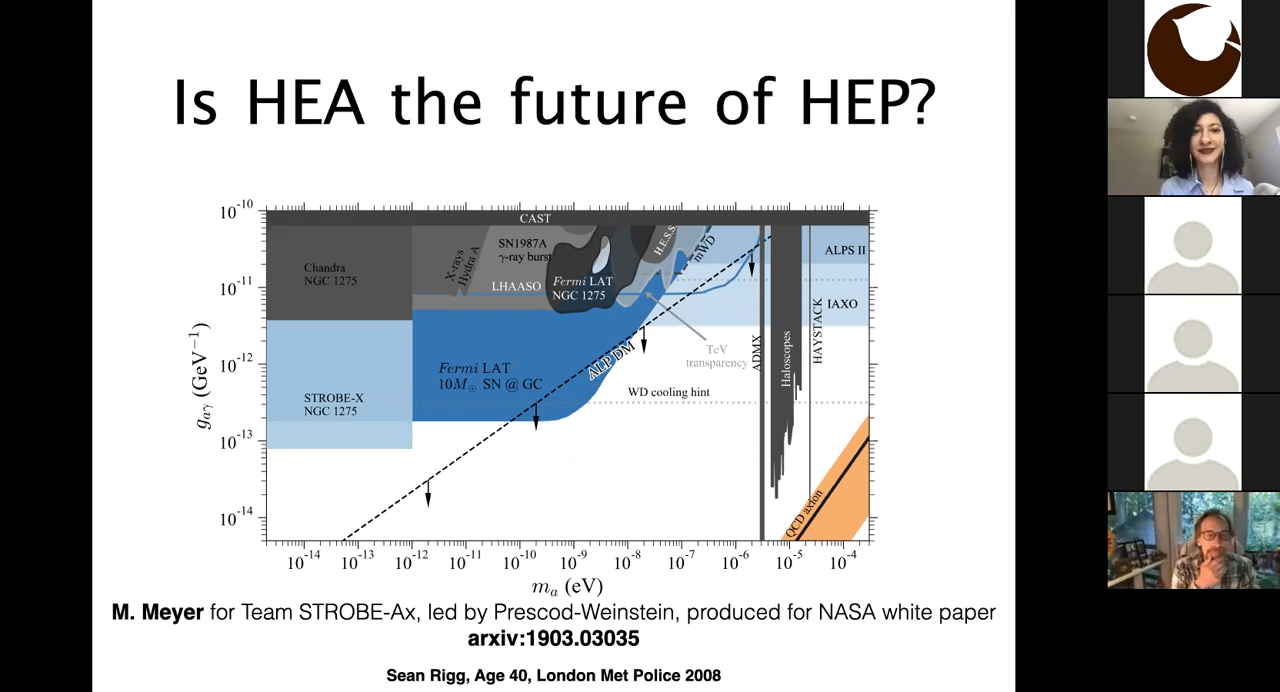 Is HEA the future of HEP?
10⁻¹⁰
10⁻¹¹
10⁻¹²
10⁻¹³
10⁻¹⁴
gₐᵧ (GeV⁻¹)
CAST
Chandra
NGC 1275
X-rays
Hydra A
SN1987A
γ-ray burst
LHAASO
Fermi LAT
NGC 1275
H.E.S.S.
mWD
ALPS II
IAXO
TeV
transparency
Fermi LAT
10M☉ SN @ GC
ALP DM
WD cooling hint
STROBE-X
NGC 1275
ADMX
Haloscopes
HAYSTACK
QCD axion
10⁻¹⁴ 10⁻¹³ 10⁻¹² 10⁻¹¹ 10⁻¹⁰ 10⁻⁹ 10⁻⁸ 10⁻⁷ 10⁻⁶ 10⁻⁵ 10⁻⁴
mₐ (eV)
M. Meyer for Team STROBE-Ax, led by Prescod-Weinstein, produced for NASA white paper
arxiv:1903.03035
Sean Rigg, Age 40, London Met Police 2008